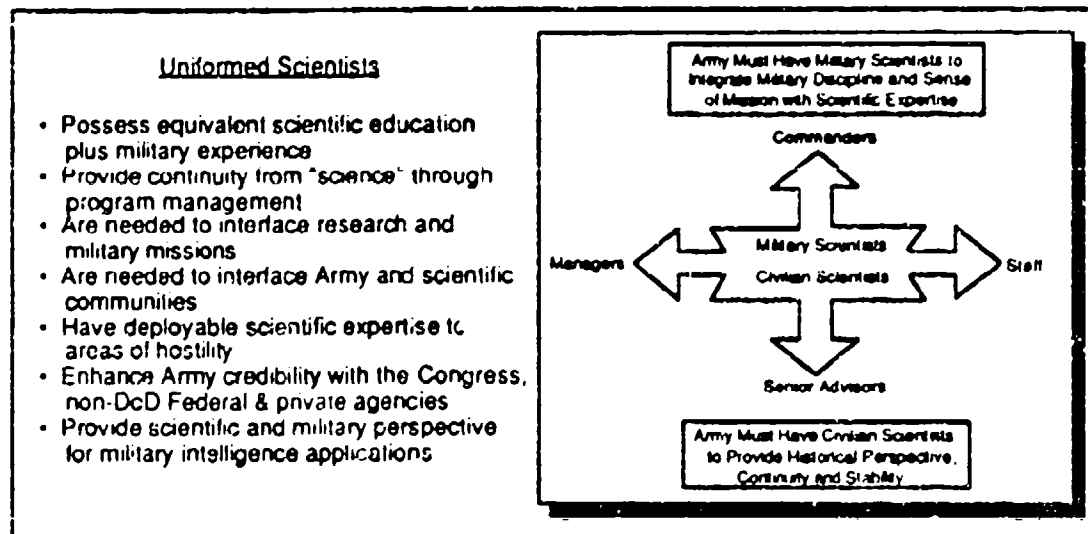 Uniformed Scientists
• Possess equivalent scientific education
plus military experience
• Provide continuity from "science" through
program management
• Are needed to interface research and
military missions
• Are needed to interface Army and scientific
communities
• Have deployable scientific expertise to
areas of hostility
• Enhance Army credibility with the Congress,
non-DoD Federal & private agencies
• Provide scientific and military perspective
for military intelligence applications
Army Must Have Military Scientists to
Integrate Military Discipline and Sense
of Mission with Scientific Expertise
Commanders
Managers
Military Scientists
Civilian Scientists
Staff
Senior Advisors
Army Must Have Civilian Scientists
to Provide Historical Perspective,
Continuity and Stability